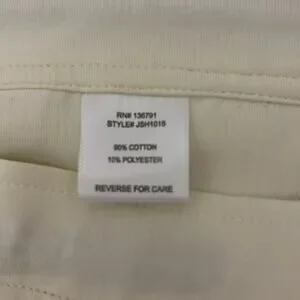 RN# 136791
STYLE# JSH1015
90% COTTON
10% POLYESTER
REVERSE FOR CARE